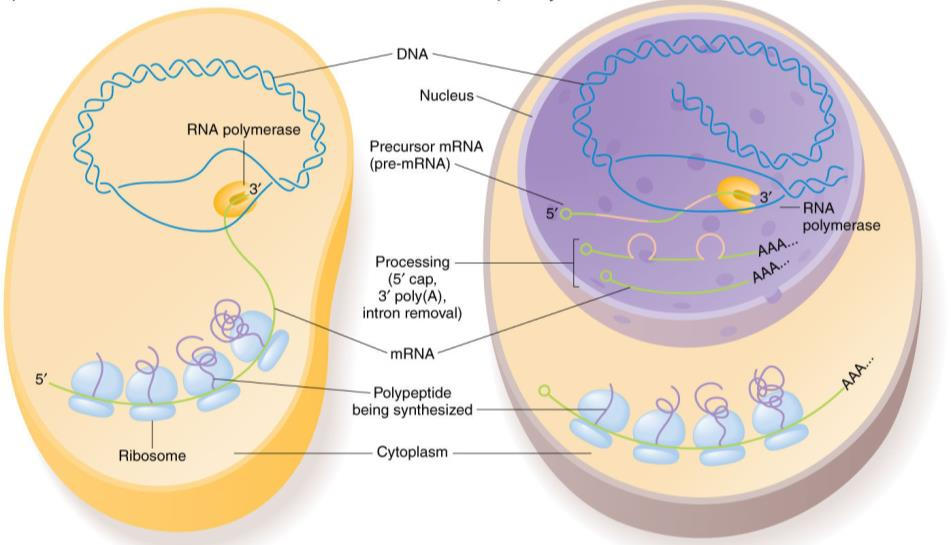 DNA
Nucleus
RNA polymerase
Precursor mRNA
(pre-mRNA)
3′
3′
5′
RNA
polymerase
AAA...
AAA...
Processing
(5′ cap,
3′ poly(A),
intron removal)
mRNA
5′
AAA...
Polypeptide
being synthesized
Ribosome
Cytoplasm